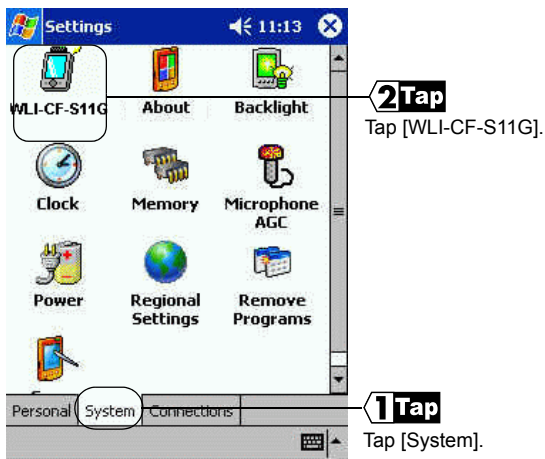 Settings 11:13
WLI-CF-S11G About Backlight
2 Tap
Tap [WLI-CF-S11G].
Clock Memory Microphone
AGC
Power Regional Remove
Settings Programs
Personal System Connections
1 Tap
Tap [System].